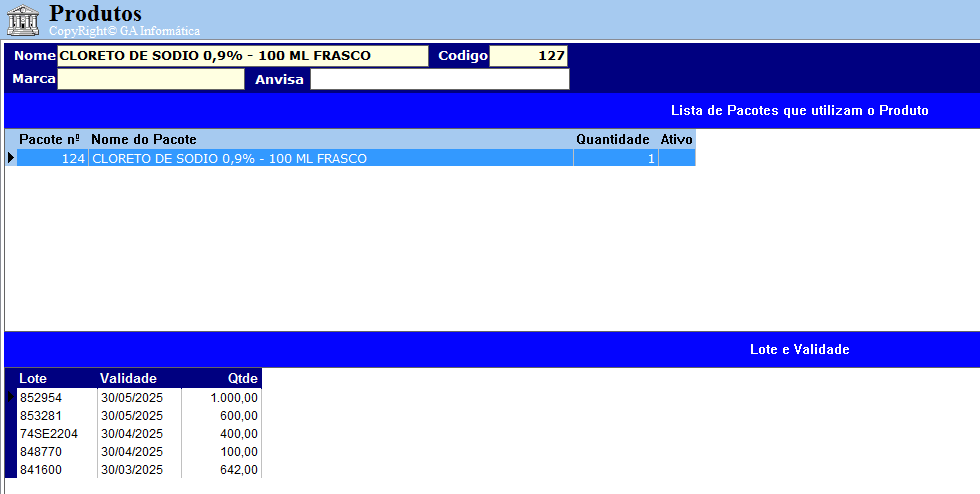 Produtos
CopyRight© GA Informática
Nome CLORETO DE SODIO 0,9% - 100 ML FRASCO Codigo 127
Marca Anvisa
Lista de Pacotes que utilizam o Produto
Pacote nº Nome do Pacote Quantidade Ativo
124 CLORETO DE SODIO 0,9% - 100 ML FRASCO 1
Lote e Validade
Lote Validade Qtde
852954 30/05/2025 1.000,00
853281 30/05/2025 600,00
74SE2204 30/04/2025 400,00
848770 30/04/2025 100,00
841600 30/03/2025 642,00